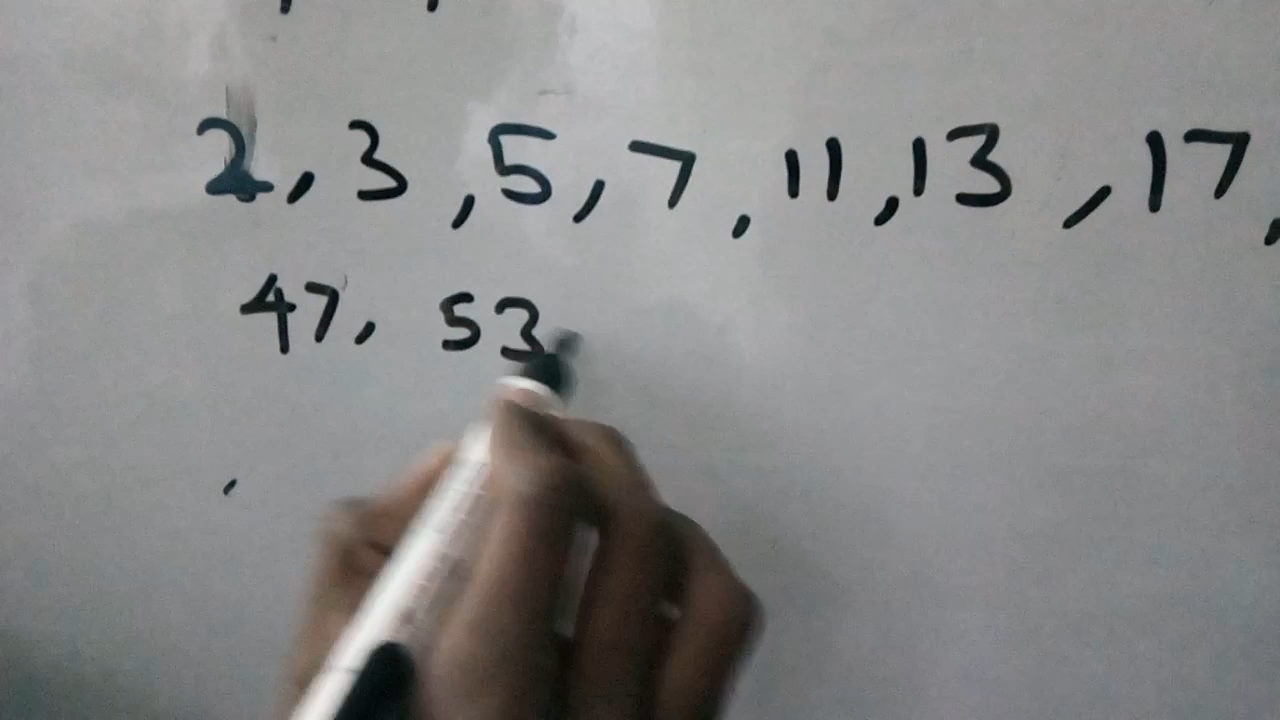 2, 3, 5, 7, 11, 13, 17,
47, 53